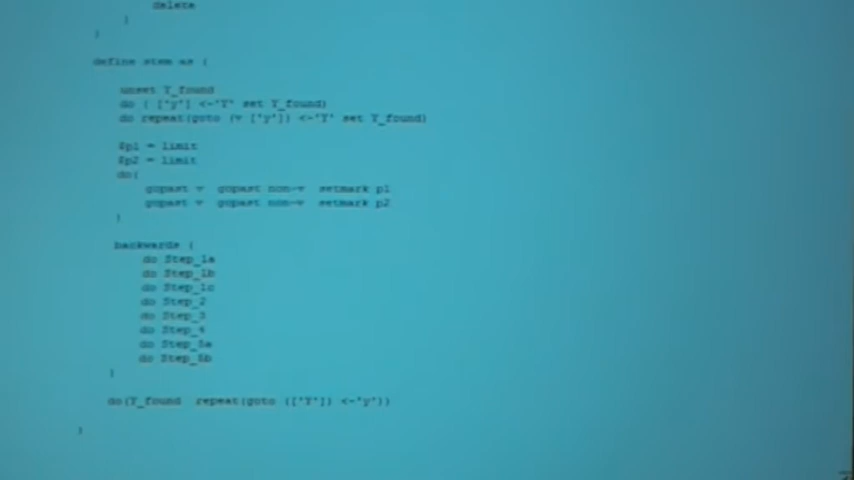 delete
)
)
define stem as (
unset Y_found
do ( ['y'] <-'Y' set Y_found)
do repeat(goto (v ['y']) <-'Y' set Y_found)
$p1 = limit
$p2 = limit
do(
gopast v gopast non-v setmark p1
gopast v gopast non-v setmark p2
)
backwards (
do Step_1a
do Step_1b
do Step_1c
do Step_2
do Step_3
do Step_4
do Step_5a
do Step_5b
)
do(Y_found repeat(goto (['Y']) <-'y'))
)